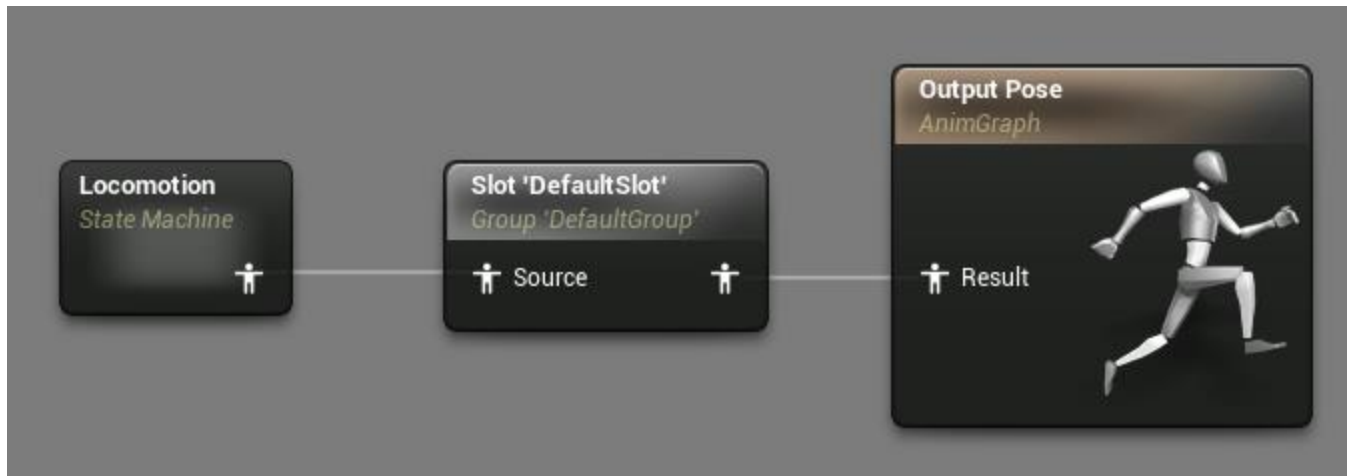 Locomotion
State Machine
Slot 'DefaultSlot'
Group 'DefaultGroup'
Source
Output Pose
AnimGraph
Result